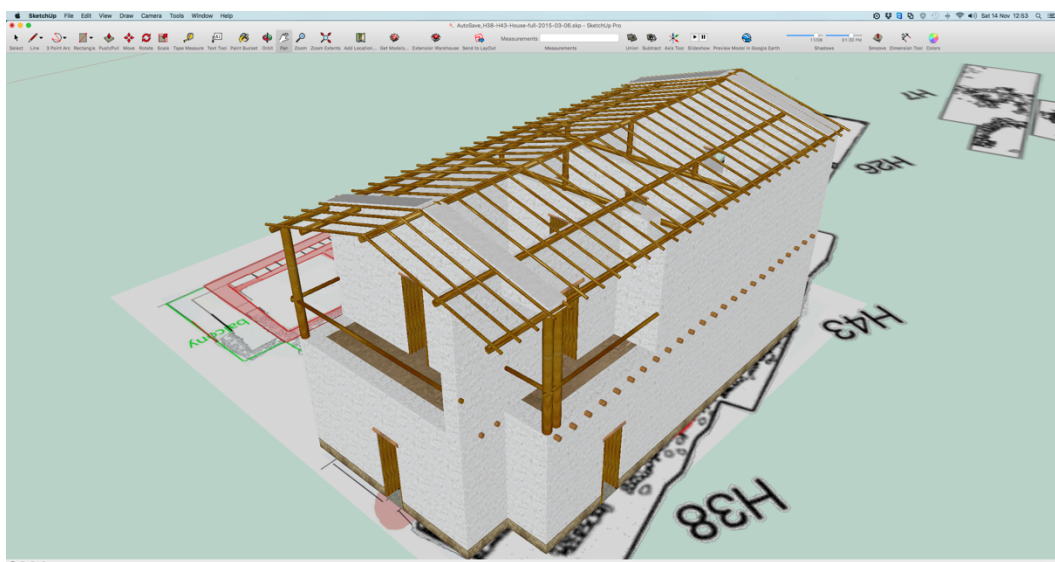 SketchUp File Edit View Draw Camera Tools Window Help
Sat 14 Nov 12:53
AutoSave_H38-H43-House-full-2015-03-06.skp - SketchUp Pro
Measurements
Select Line 3 Point Arc Rectangle Push/Pull Move Rotate Scale Tape Measure Text Tool Paint Bucket Orbit Pan Zoom Zoom Extents Add Location... Get Models... Extension Warehouse Send to LayOut Measurements Union Subtract Axis Tool Slideshow Preview Model in Google Earth Shadows Smoove Dimension Tool Colors
H7
H26
balcony
H43
H38